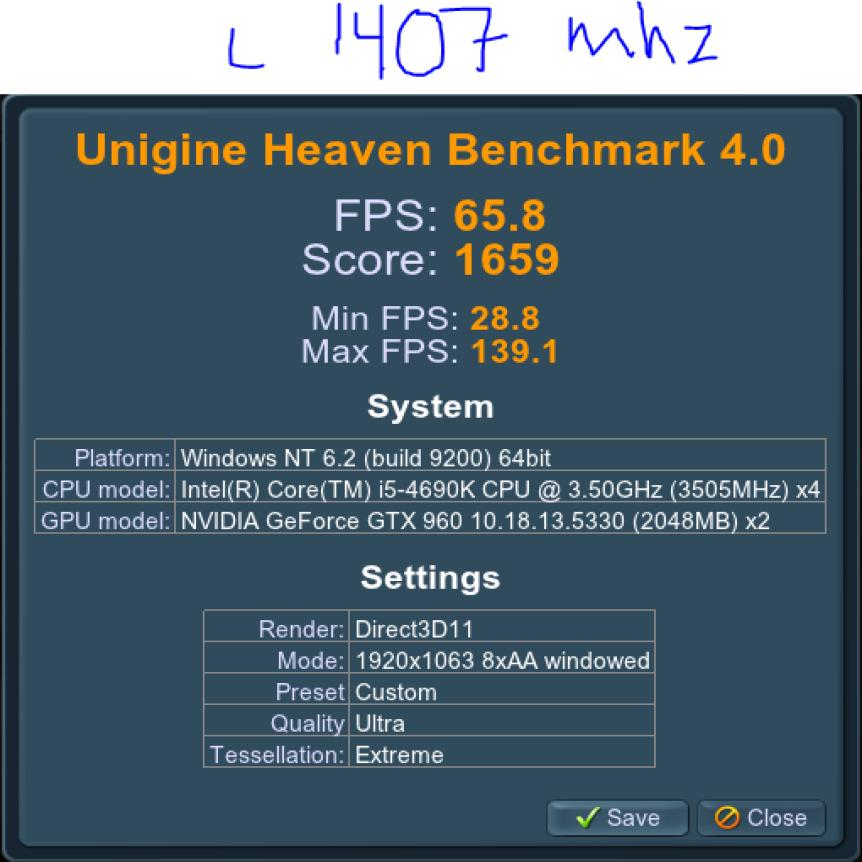 L 1407 mhz
Unigine Heaven Benchmark 4.0
FPS: 65.8
Score: 1659
Min FPS: 28.8
Max FPS: 139.1
System
Platform: Windows NT 6.2 (build 9200) 64bit
CPU model: Intel(R) Core(TM) i5-4690K CPU @ 3.50GHz (3505MHz) x4
GPU model: NVIDIA GeForce GTX 960 10.18.13.5330 (2048MB) x2
Settings
Render: Direct3D11
Mode: 1920x1063 8xAA windowed
Preset Custom
Quality Ultra
Tessellation: Extreme
Save Close